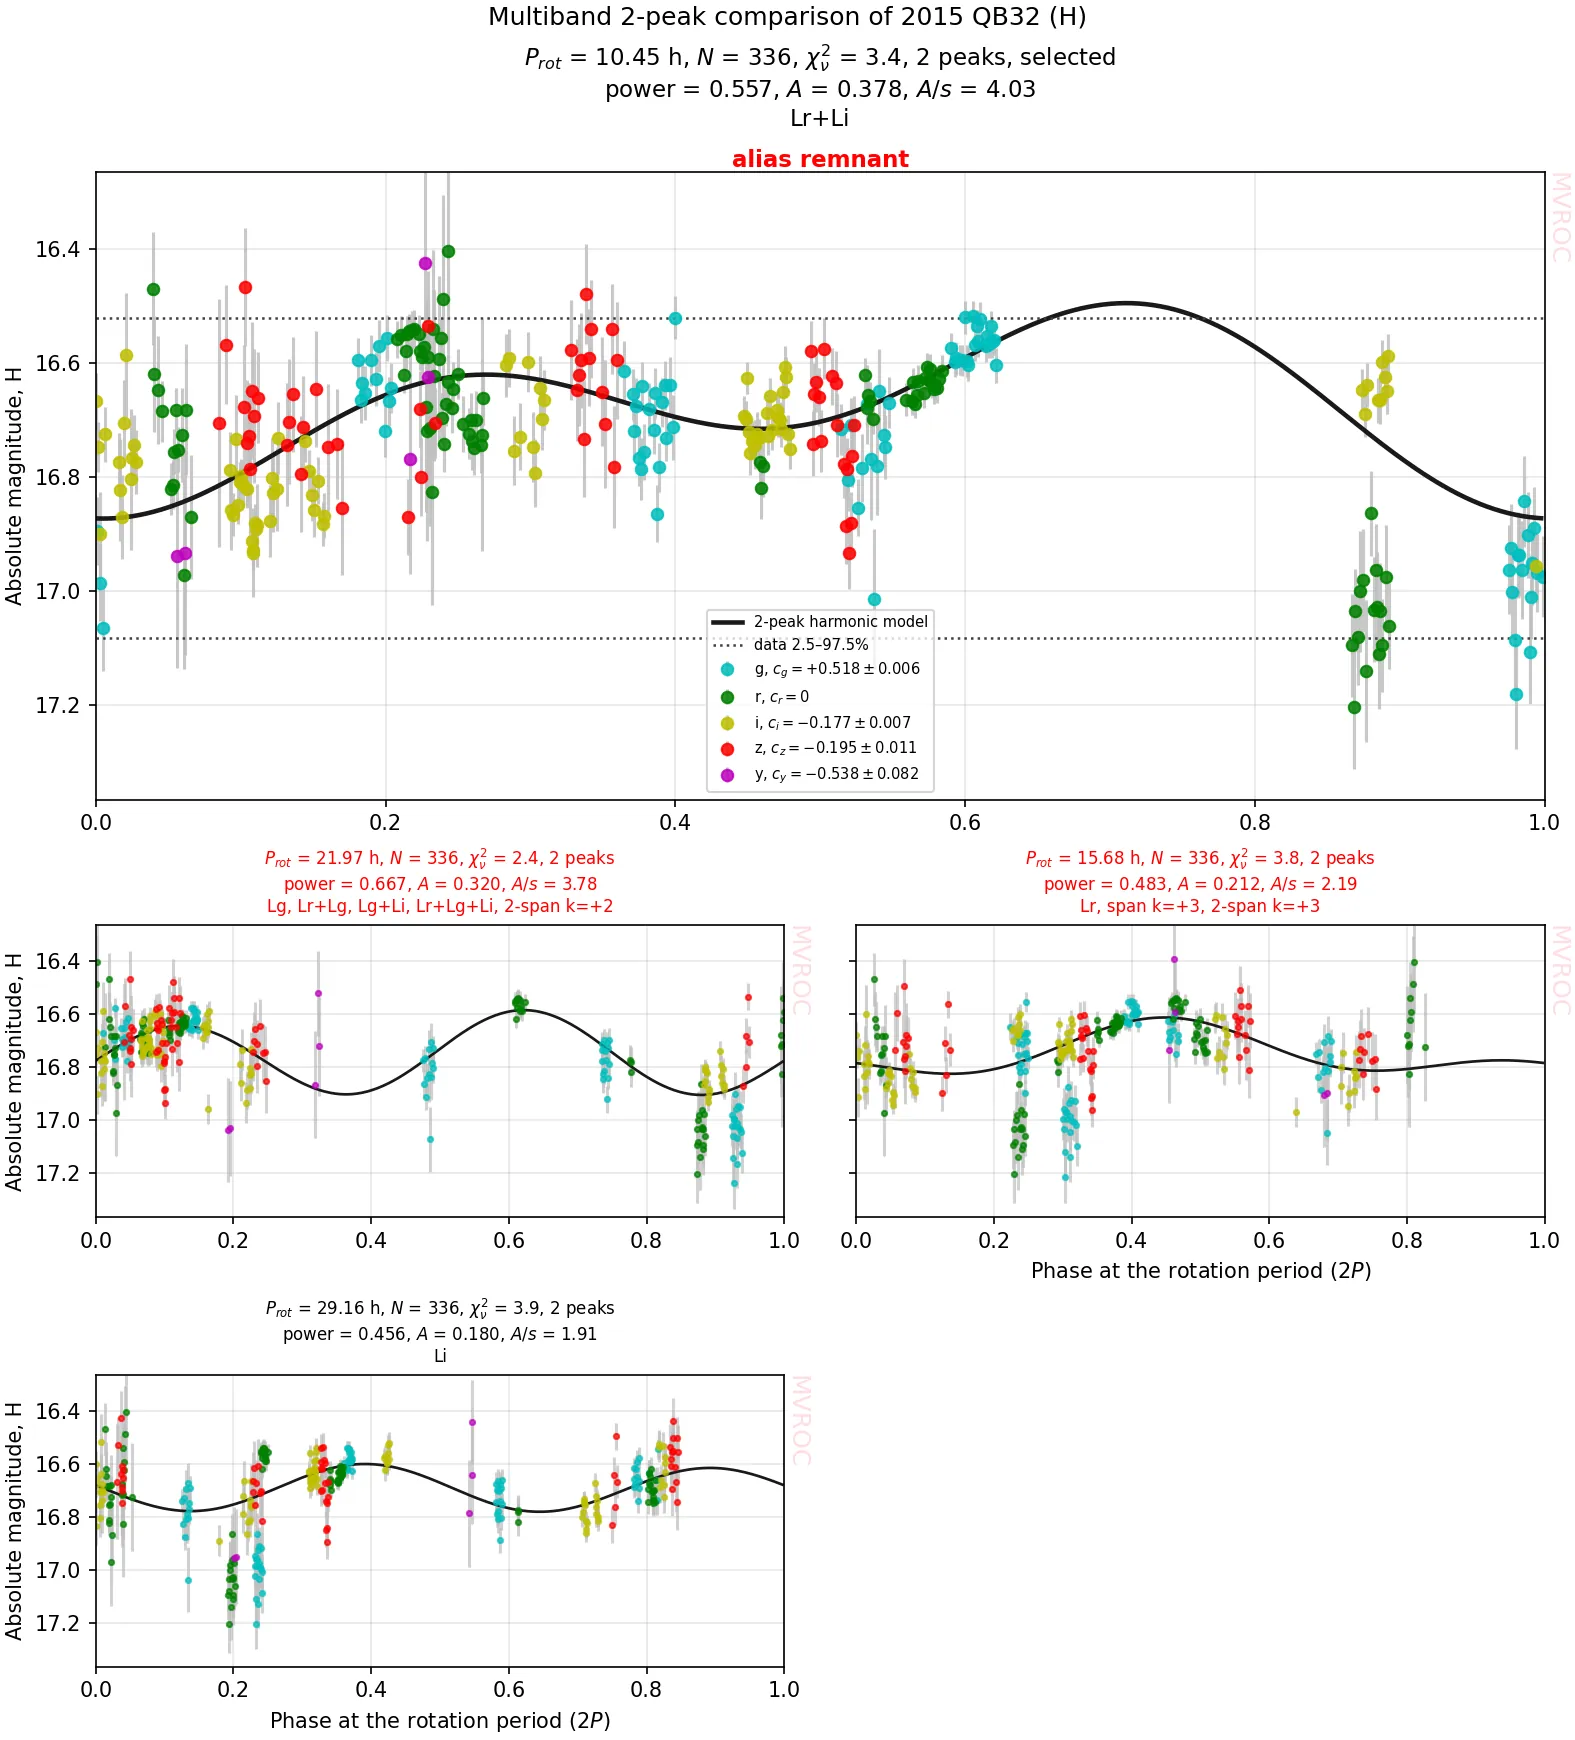 Multiband 2-peak comparison of 2015 QB32 (H)
P_rot = 10.45 h, N = 336, χ²_ν = 3.4, 2 peaks, selected
power = 0.557, A = 0.378, A/s = 4.03
Lr+Li
alias remnant
MVROC
Absolute magnitude, H
16.4
16.6
16.8
17.0
17.2
2-peak harmonic model
data 2.5–97.5%
g, c_g = +0.518 ± 0.006
r, c_r = 0
i, c_i = −0.177 ± 0.007
z, c_z = −0.195 ± 0.011
y, c_y = −0.538 ± 0.082
0.0 0.2 0.4 0.6 0.8 1.0
P_rot = 21.97 h, N = 336, χ²_ν = 2.4, 2 peaks
power = 0.667, A = 0.320, A/s = 3.78
Lg, Lr+Lg, Lg+Li, Lr+Lg+Li, 2-span k=+2
MVROC
Absolute magnitude, H
16.4
16.6
16.8
17.0
17.2
0.0 0.2 0.4 0.6 0.8 1.0
P_rot = 15.68 h, N = 336, χ²_ν = 3.8, 2 peaks
power = 0.483, A = 0.212, A/s = 2.19
Lr, span k=+3, 2-span k=+3
MVROC
0.0 0.2 0.4 0.6 0.8 1.0
Phase at the rotation period (2P)
P_rot = 29.16 h, N = 336, χ²_ν = 3.9, 2 peaks
power = 0.456, A = 0.180, A/s = 1.91
Li
MVROC
Absolute magnitude, H
16.4
16.6
16.8
17.0
17.2
0.0 0.2 0.4 0.6 0.8 1.0
Phase at the rotation period (2P)